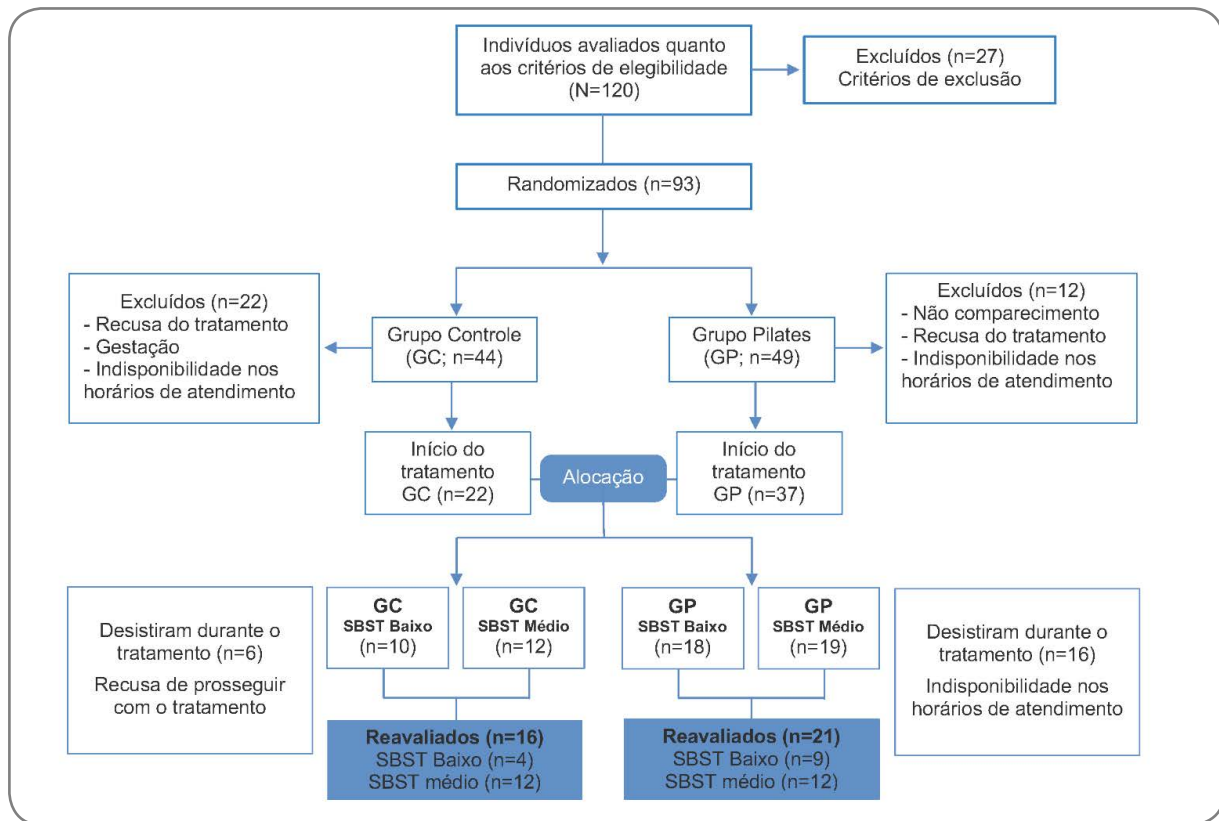 Indivíduos avaliados quanto
aos critérios de elegibilidade
(N=120)
Excluídos (n=27)
Critérios de exclusão
Randomizados (n=93)
Excluídos (n=22)
- Recusa do tratamento
- Gestação
- Indisponibilidade nos
horários de atendimento
Grupo Controle
(GC; n=44)
Grupo Pilates
(GP; n=49)
Excluídos (n=12)
- Não comparecimento
- Recusa do tratamento
- Indisponibilidade nos
horários de atendimento
Início do
tratamento
GC (n=22)
Alocação
Início do
tratamento
GP (n=37)
Desistiram durante o
tratamento (n=6)
Recusa de prosseguir
com o tratamento
GC
SBST Baixo
(n=10)
GC
SBST Médio
(n=12)
GP
SBST Baixo
(n=18)
GP
SBST Médio
(n=19)
Desistiram durante o
tratamento (n=16)
Indisponibilidade nos
horários de atendimento
Reavaliados (n=16)
SBST Baixo (n=4)
SBST médio (n=12)
Reavaliados (n=21)
SBST Baixo (n=9)
SBST médio (n=12)